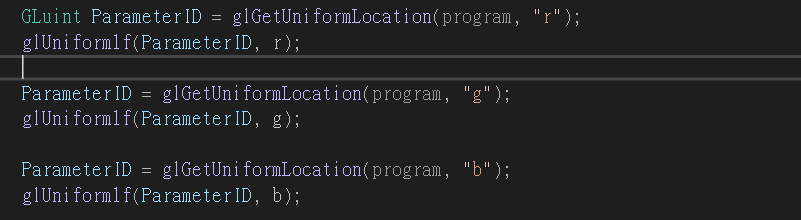 GLuint ParameterID = glGetUniformLocation(program, "r");
glUniform1f(ParameterID, r);
ParameterID = glGetUniformLocation(program, "g");
glUniform1f(ParameterID, g);
ParameterID = glGetUniformLocation(program, "b");
glUniform1f(ParameterID, b);